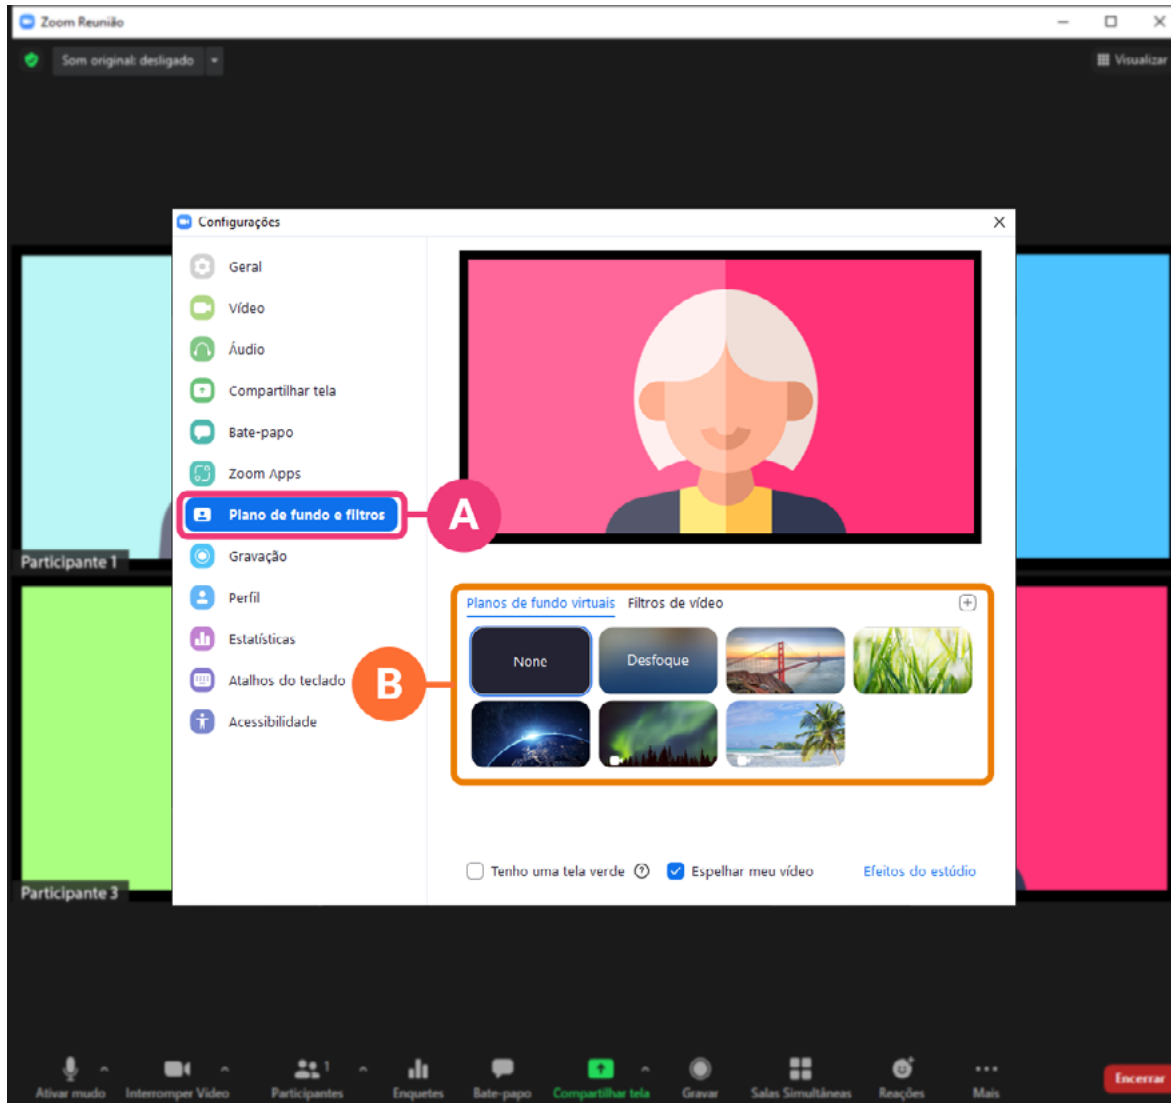 Zoom Reunião
Som original: desligado
Visualizar
Configurações
Geral
Vídeo
Áudio
Compartilhar tela
Bate-papo
Zoom Apps
Plano de fundo e filtros
A
Gravação
Participante 1
Perfil
Planos de fundo virtuais Filtros de vídeo
Estatísticas
None Desfoque
Atalhos do teclado
B
Acessibilidade
Tenho uma tela verde Espelhar meu vídeo Efeitos do estúdio
Participante 3
1
Ativar mudo Interromper Vídeo Participantes Enquetes Bate-papo Compartilhar tela Gravar Salas Simultâneas Reações Mais Encerrar